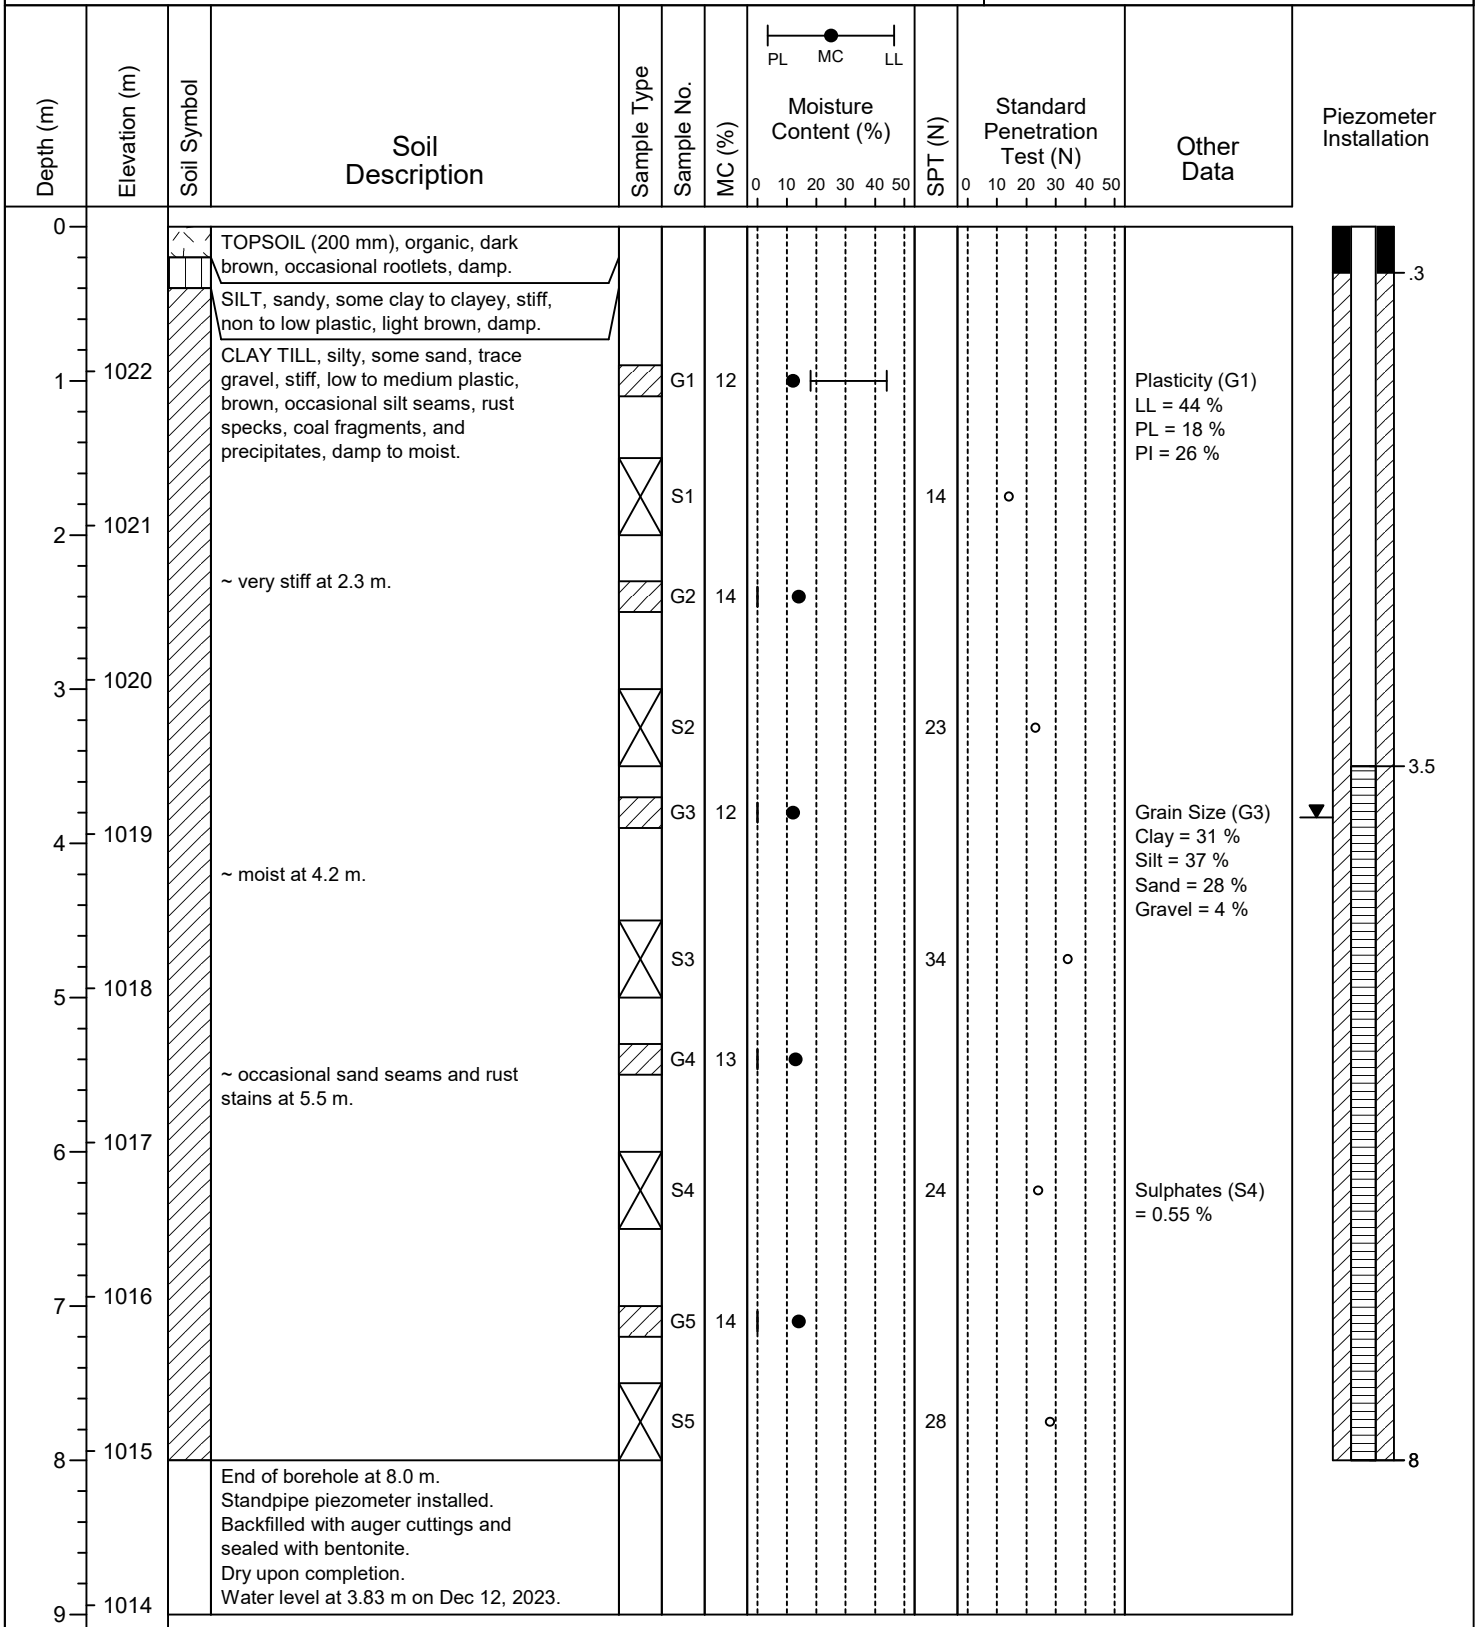 PL MC LL
Depth (m)
Elevation (m)
Soil Symbol
Soil
Description
Sample Type
Sample No.
MC (%)
Moisture
Content (%)
0 10 20 30 40 50
SPT (N)
Standard
Penetration
Test (N)
0 10 20 30 40 50
Other
Data
Piezometer
Installation
0
TOPSOIL (200 mm), organic, dark
brown, occasional rootlets, damp.
.3
SILT, sandy, some clay to clayey, stiff,
non to low plastic, light brown, damp.
CLAY TILL, silty, some sand, trace
gravel, stiff, low to medium plastic,
brown, occasional silt seams, rust
specks, coal fragments, and
precipitates, damp to moist.
1022
1
G1 12
Plasticity (G1)
LL = 44 %
PL = 18 %
PI = 26 %
S1 14
1021
2
~ very stiff at 2.3 m.
G2 14
1020
3
S2 23
3.5
G3 12
Grain Size (G3)
Clay = 31 %
Silt = 37 %
Sand = 28 %
Gravel = 4 %
1019
4
~ moist at 4.2 m.
S3 34
1018
5
G4 13
~ occasional sand seams and rust
stains at 5.5 m.
1017
6
S4 24
Sulphates (S4)
= 0.55 %
1016
7
G5 14
S5 28
1015
8
8
End of borehole at 8.0 m.
Standpipe piezometer installed.
Backfilled with auger cuttings and
sealed with bentonite.
Dry upon completion.
Water level at 3.83 m on Dec 12, 2023.
1014
9